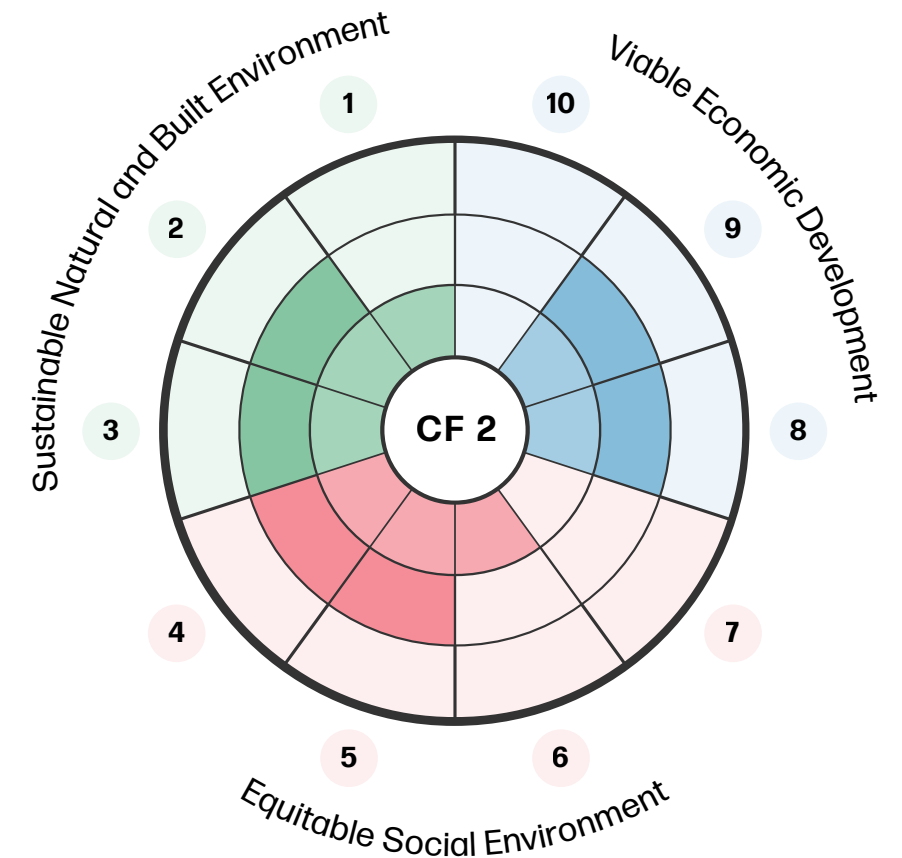 Sustainable Natural and Built Environment
Viable Economic Development
1
10
2
9
3
CF 2
8
4
7
5
6
Equitable Social Environment